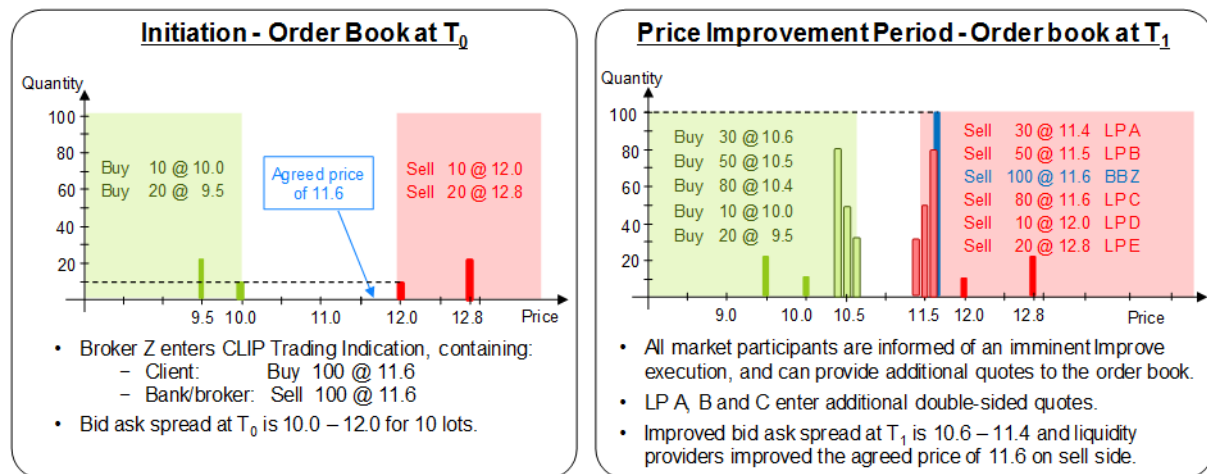 Initiation - Order Book at T0
Quantity
100
80
60
40
20
Buy 10 @ 10.0
Buy 20 @ 9.5
Agreed price
of 11.6
Sell 10 @ 12.0
Sell 20 @ 12.8
9.5 10.0 11.0 12.0 12.8 Price
• Broker Z enters CLIP Trading Indication, containing:
– Client: Buy 100 @ 11.6
– Bank/broker: Sell 100 @ 11.6
• Bid ask spread at T0 is 10.0 – 12.0 for 10 lots.
Price Improvement Period - Order book at T1
Quantity
100
80
60
40
20
Buy 30 @ 10.6
Buy 50 @ 10.5
Buy 80 @ 10.4
Buy 10 @ 10.0
Buy 20 @ 9.5
Sell 30 @ 11.4 LP A
Sell 50 @ 11.5 LP B
Sell 100 @ 11.6 BBZ
Sell 80 @ 11.6 LP C
Sell 10 @ 12.0 LP D
Sell 20 @ 12.8 LP E
9.0 10.0 10.5 11.5 12.0 12.8 Price
• All market participants are informed of an imminent Improve
execution, and can provide additional quotes to the order book.
• LP A, B and C enter additional double-sided quotes.
• Improved bid ask spread at T1 is 10.6 – 11.4 and liquidity
providers improved the agreed price of 11.6 on sell side.